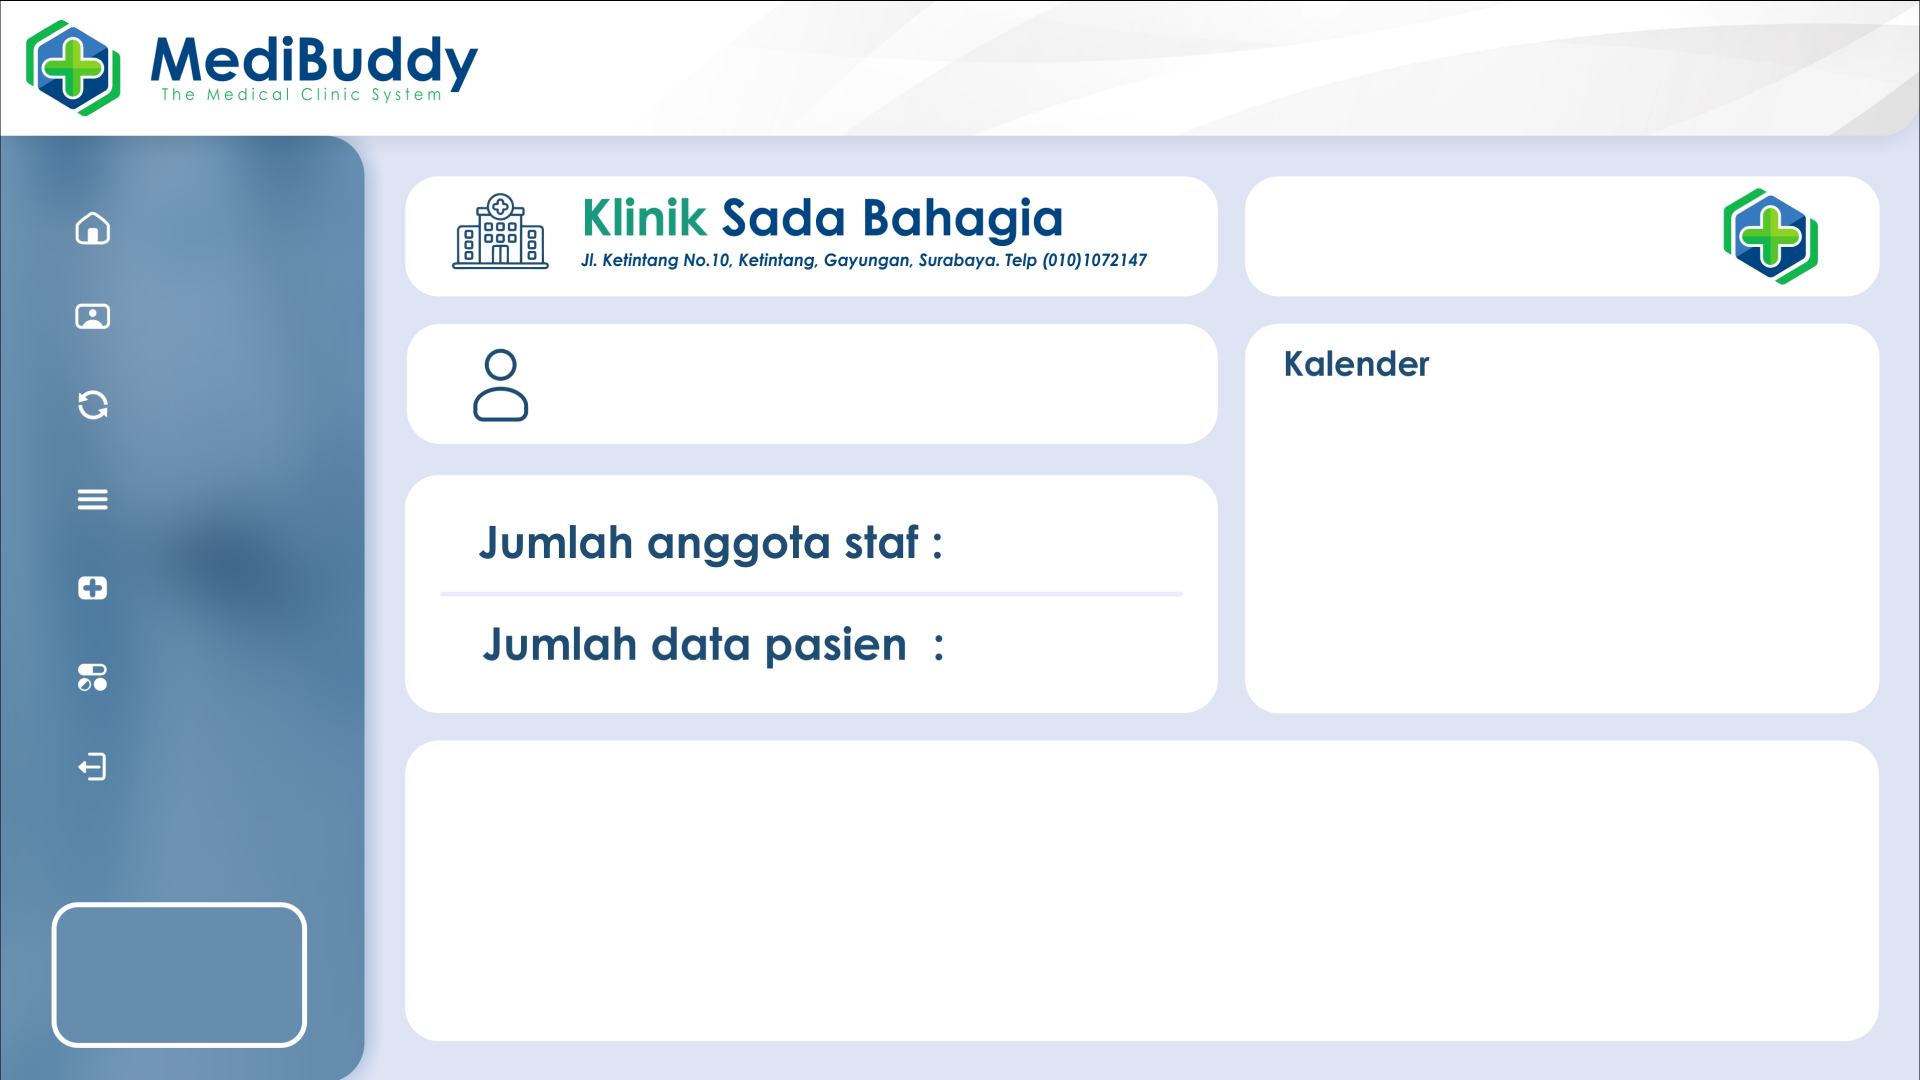 MediBuddy
The Medical Clinic System
Klinik Sada Bahagia
Jl. Ketintang No.10, Ketintang, Gayungan, Surabaya. Telp (010)1072147
Kalender
Jumlah anggota staf :
Jumlah data pasien :